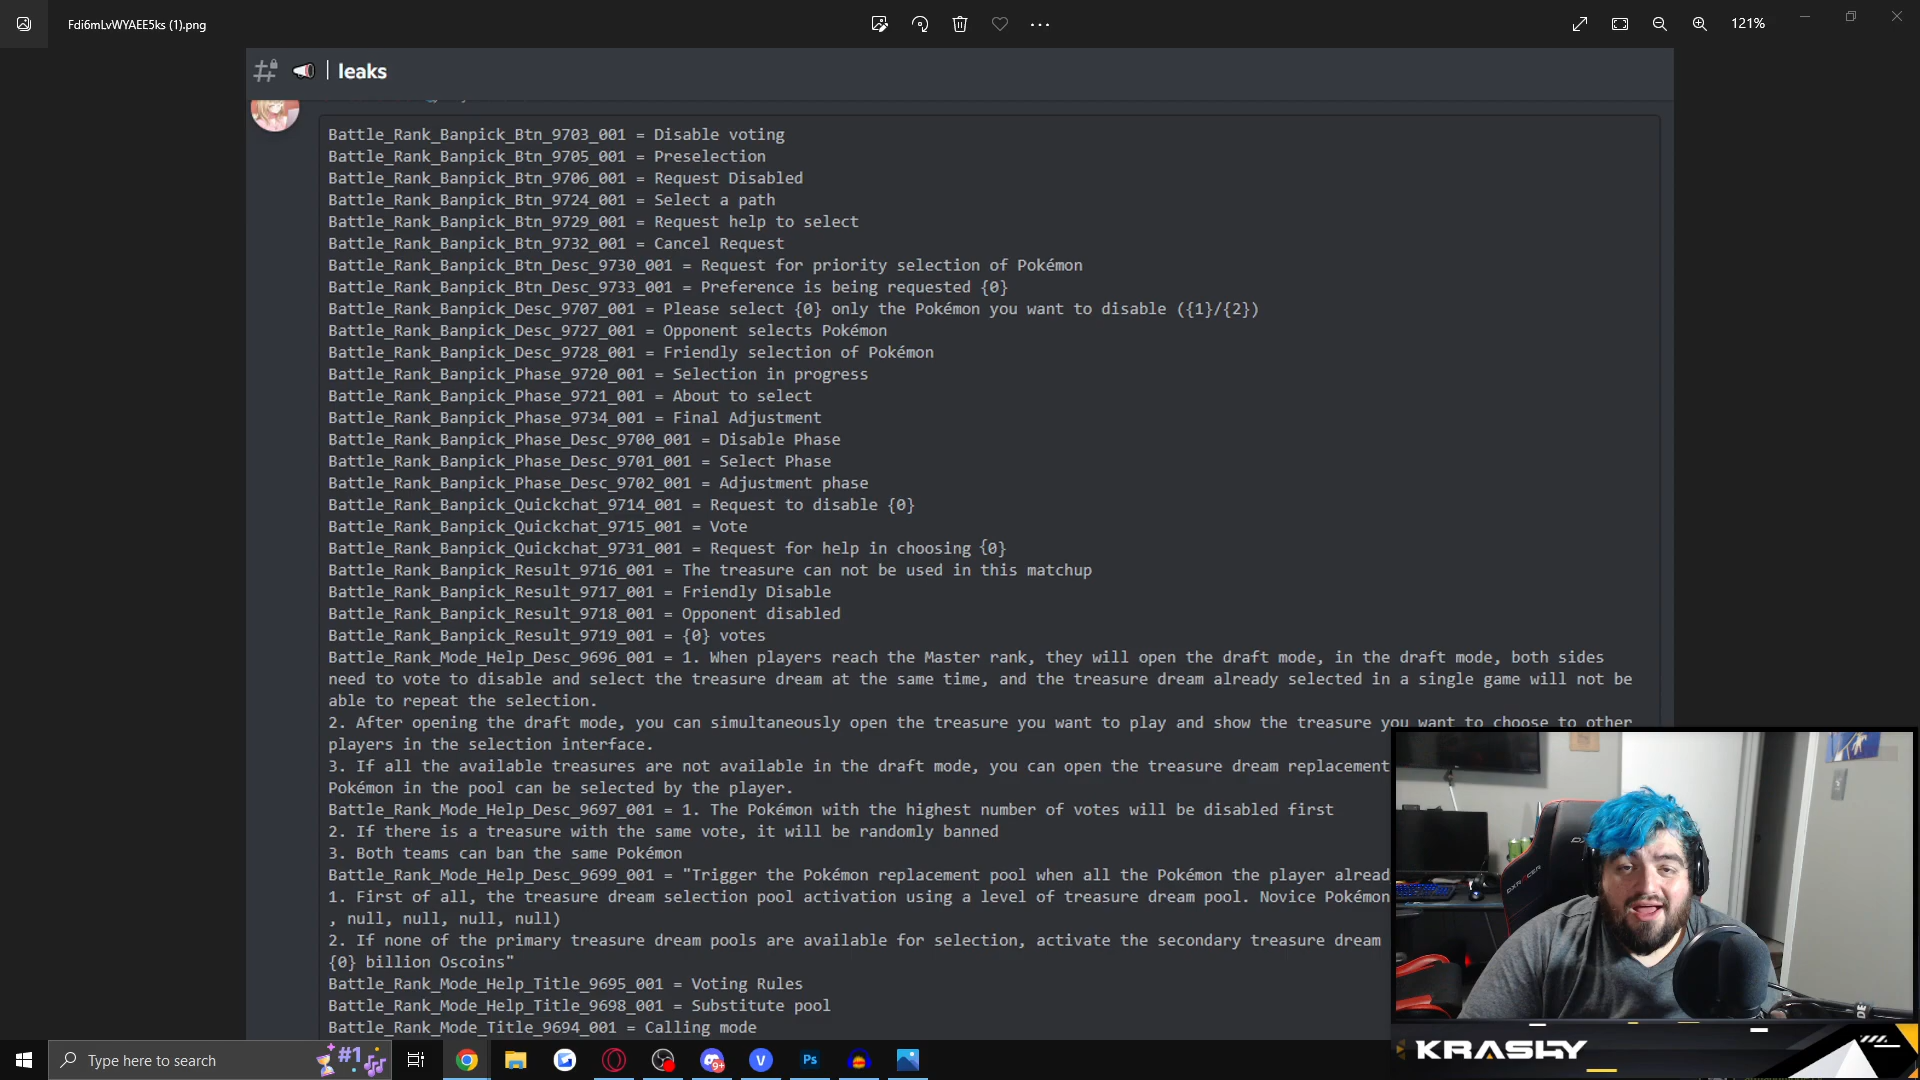 Fdi6mLvWYAEE5ks (1).png
121%
leaks
Battle_Rank_Banpick_Btn_9703_001 = Disable voting
Battle_Rank_Banpick_Btn_9705_001 = Preselection
Battle_Rank_Banpick_Btn_9706_001 = Request Disabled
Battle_Rank_Banpick_Btn_9724_001 = Select a path
Battle_Rank_Banpick_Btn_9729_001 = Request help to select
Battle_Rank_Banpick_Btn_9732_001 = Cancel Request
Battle_Rank_Banpick_Btn_Desc_9730_001 = Request for priority selection of Pokémon
Battle_Rank_Banpick_Btn_Desc_9733_001 = Preference is being requested {0}
Battle_Rank_Banpick_Desc_9707_001 = Please select {0} only the Pokémon you want to disable ({1}/{2})
Battle_Rank_Banpick_Desc_9727_001 = Opponent selects Pokémon
Battle_Rank_Banpick_Desc_9728_001 = Friendly selection of Pokémon
Battle_Rank_Banpick_Phase_9720_001 = Selection in progress
Battle_Rank_Banpick_Phase_9721_001 = About to select
Battle_Rank_Banpick_Phase_9734_001 = Final Adjustment
Battle_Rank_Banpick_Phase_Desc_9700_001 = Disable Phase
Battle_Rank_Banpick_Phase_Desc_9701_001 = Select Phase
Battle_Rank_Banpick_Phase_Desc_9702_001 = Adjustment phase
Battle_Rank_Banpick_Quickchat_9714_001 = Request to disable {0}
Battle_Rank_Banpick_Quickchat_9715_001 = Vote
Battle_Rank_Banpick_Quickchat_9731_001 = Request for help in choosing {0}
Battle_Rank_Banpick_Result_9716_001 = The treasure can not be used in this matchup
Battle_Rank_Banpick_Result_9717_001 = Friendly Disable
Battle_Rank_Banpick_Result_9718_001 = Opponent disabled
Battle_Rank_Banpick_Result_9719_001 = {0} votes
Battle_Rank_Mode_Help_Desc_9696_001 = 1. When players reach the Master rank, they will open the draft mode, in the draft mode, both sides
need to vote to disable and select the treasure dream at the same time, and the treasure dream already selected in a single game will not be
able to repeat the selection.
2. After opening the draft mode, you can simultaneously open the treasure you want to play and show the treasure you want to choose to other
players in the selection interface.
3. If all the available treasures are not available in the draft mode, you can open the treasure dream replacement
Pokémon in the pool can be selected by the player.
Battle_Rank_Mode_Help_Desc_9697_001 = 1. The Pokémon with the highest number of votes will be disabled first
2. If there is a treasure with the same vote, it will be randomly banned
3. Both teams can ban the same Pokémon
Battle_Rank_Mode_Help_Desc_9699_001 = "Trigger the Pokémon replacement pool when all the Pokémon the player alread
1. First of all, the treasure dream selection pool activation using a level of treasure dream pool. Novice Pokémon
, null, null, null, null)
2. If none of the primary treasure dream pools are available for selection, activate the secondary treasure dream
{0} billion Oscoins"
Battle_Rank_Mode_Help_Title_9695_001 = Voting Rules
Battle_Rank_Mode_Help_Title_9698_001 = Substitute pool
Battle_Rank_Mode_Title_9694_001 = Calling mode
KRASHY
Type here to search
#1
9+
V
Ps